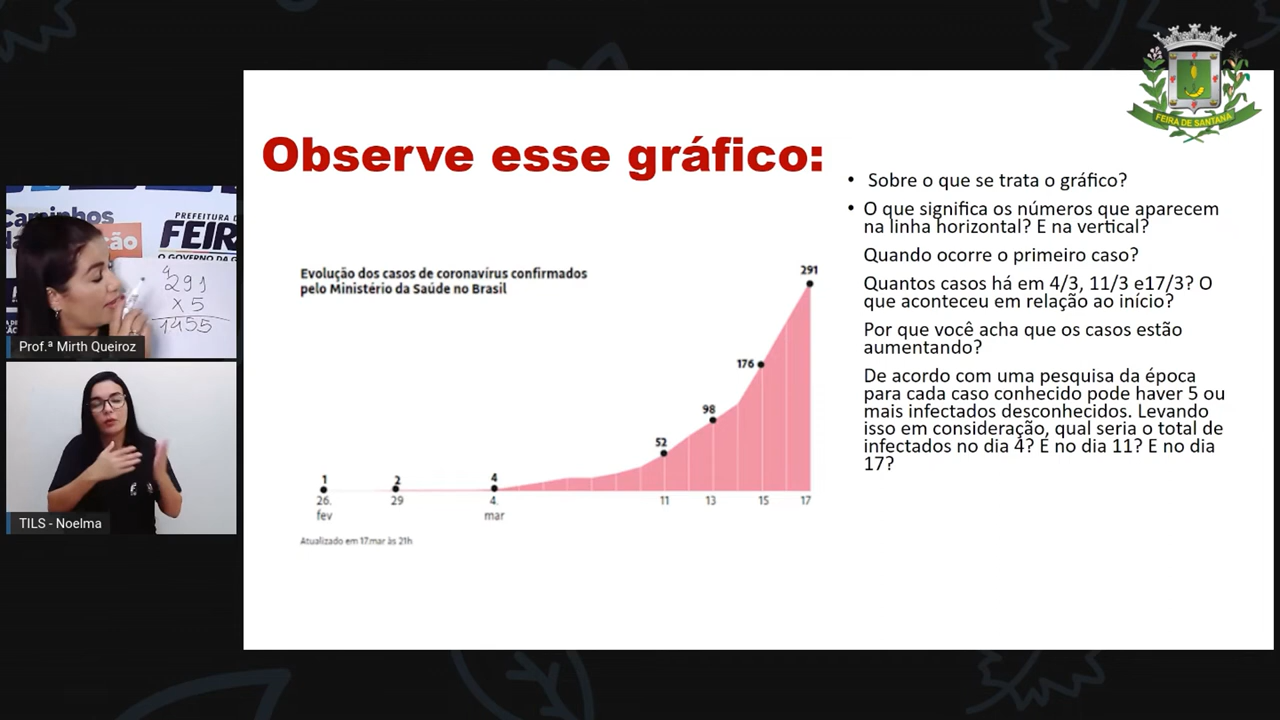 FEIRA DE SANTANA
Observe esse gráfico:
Evolução dos casos de coronavírus confirmados
pelo Ministério da Saúde no Brasil
291
176
98
52
1
2
4
26.
29
4.
11
13
15
17
fev
mar
Atualizado em 17.mar às 21h
• Sobre o que se trata o gráfico?
• O que significa os números que aparecem
na linha horizontal? E na vertical?
Quando ocorre o primeiro caso?
Quantos casos há em 4/3, 11/3 e17/3? O
que aconteceu em relação ao início?
Por que você acha que os casos estão
aumentando?
De acordo com uma pesquisa da época
para cada caso conhecido pode haver 5 ou
mais infectados desconhecidos. Levando
isso em consideração, qual seria o total de
infectados no dia 4? E no dia 11? E no dia
17?
Caminhos
da
PREFEITURA D
FEIR
O GOVERNO DA G
4
291
x 5
1455
Prof.ª Mirth Queiroz
TILS - Noelma